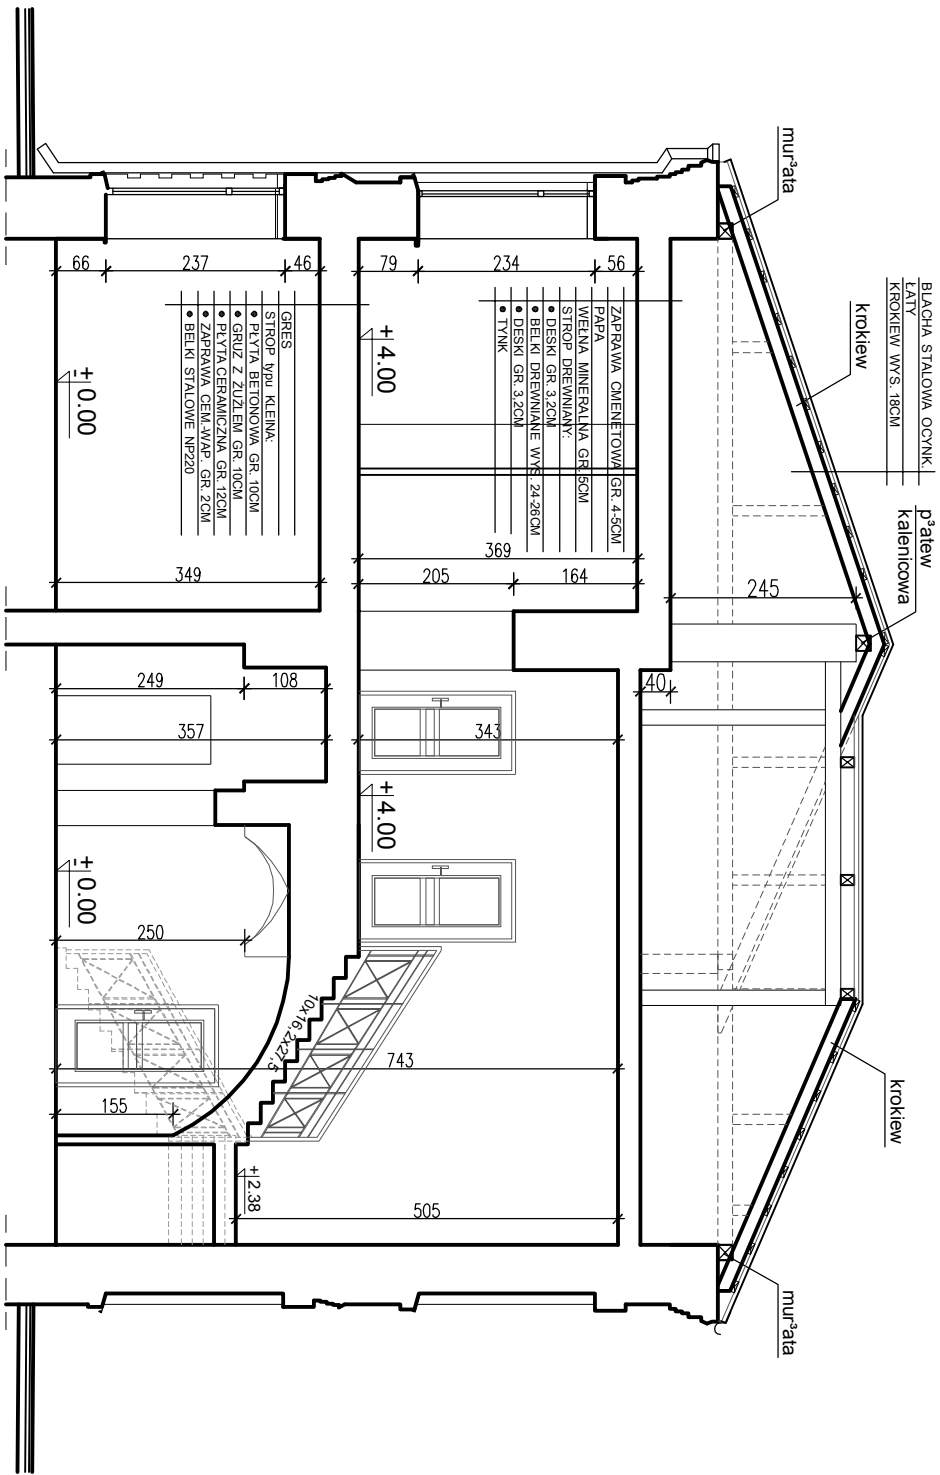 BLACHA STALOWA OCYNK.
ŁATY
KROKIEW WYS. 18CM
mur³ata
krokiew
p³atew
kalenicowa
krokiew
mur³ata
ZAPRAWA CMENETOWA GR. 4-5CM
PAPA
WEŁNA MINERALNA GR.5CM
STROP DREWNIANY:
• DESKI GR. 3,2CM
• BELKI DREWNIANE WYS. 24-26CM
• DESKI GR. 3,2CM
• TYNK
GRES
STROP typu KLEINA:
• PŁYTA BETONOWA GR. 10CM
• GRUZ Z ŻUŻLEM GR. 10CM
• PŁYTA CERAMICZNA GR. 12CM
• ZAPRAWA CEM.-WAP. GR. 2CM
• BELKI STALOWE NP220
245
40
56
234
79
46
237
66
369
164
205
349
+4.00
±0.00
343
+4.00
108
249
357
±0.00
250
10x16,2x27,5
743
155
+2.38
505